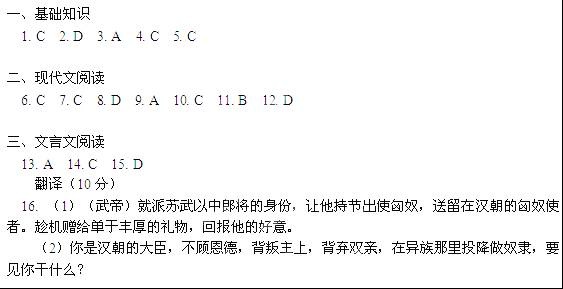 一、基础知识
1. C 2. D 3. A 4. C 5. C
二、现代文阅读
6. C 7. C 8. D 9. A 10. C 11. B 12. D
三、文言文阅读
13. A 14. C 15. D
翻译（10分）
16. （1）（武帝）就派苏武以中郎将的身份，让他持节出使匈奴，送留在汉朝的匈奴使
者。趁机赠给单于丰厚的礼物，回报他的好意。
（2）你是汉朝的大臣，不顾恩德，背叛主上，背弃双亲，在异族那里投降做奴隶，要
见你干什么？